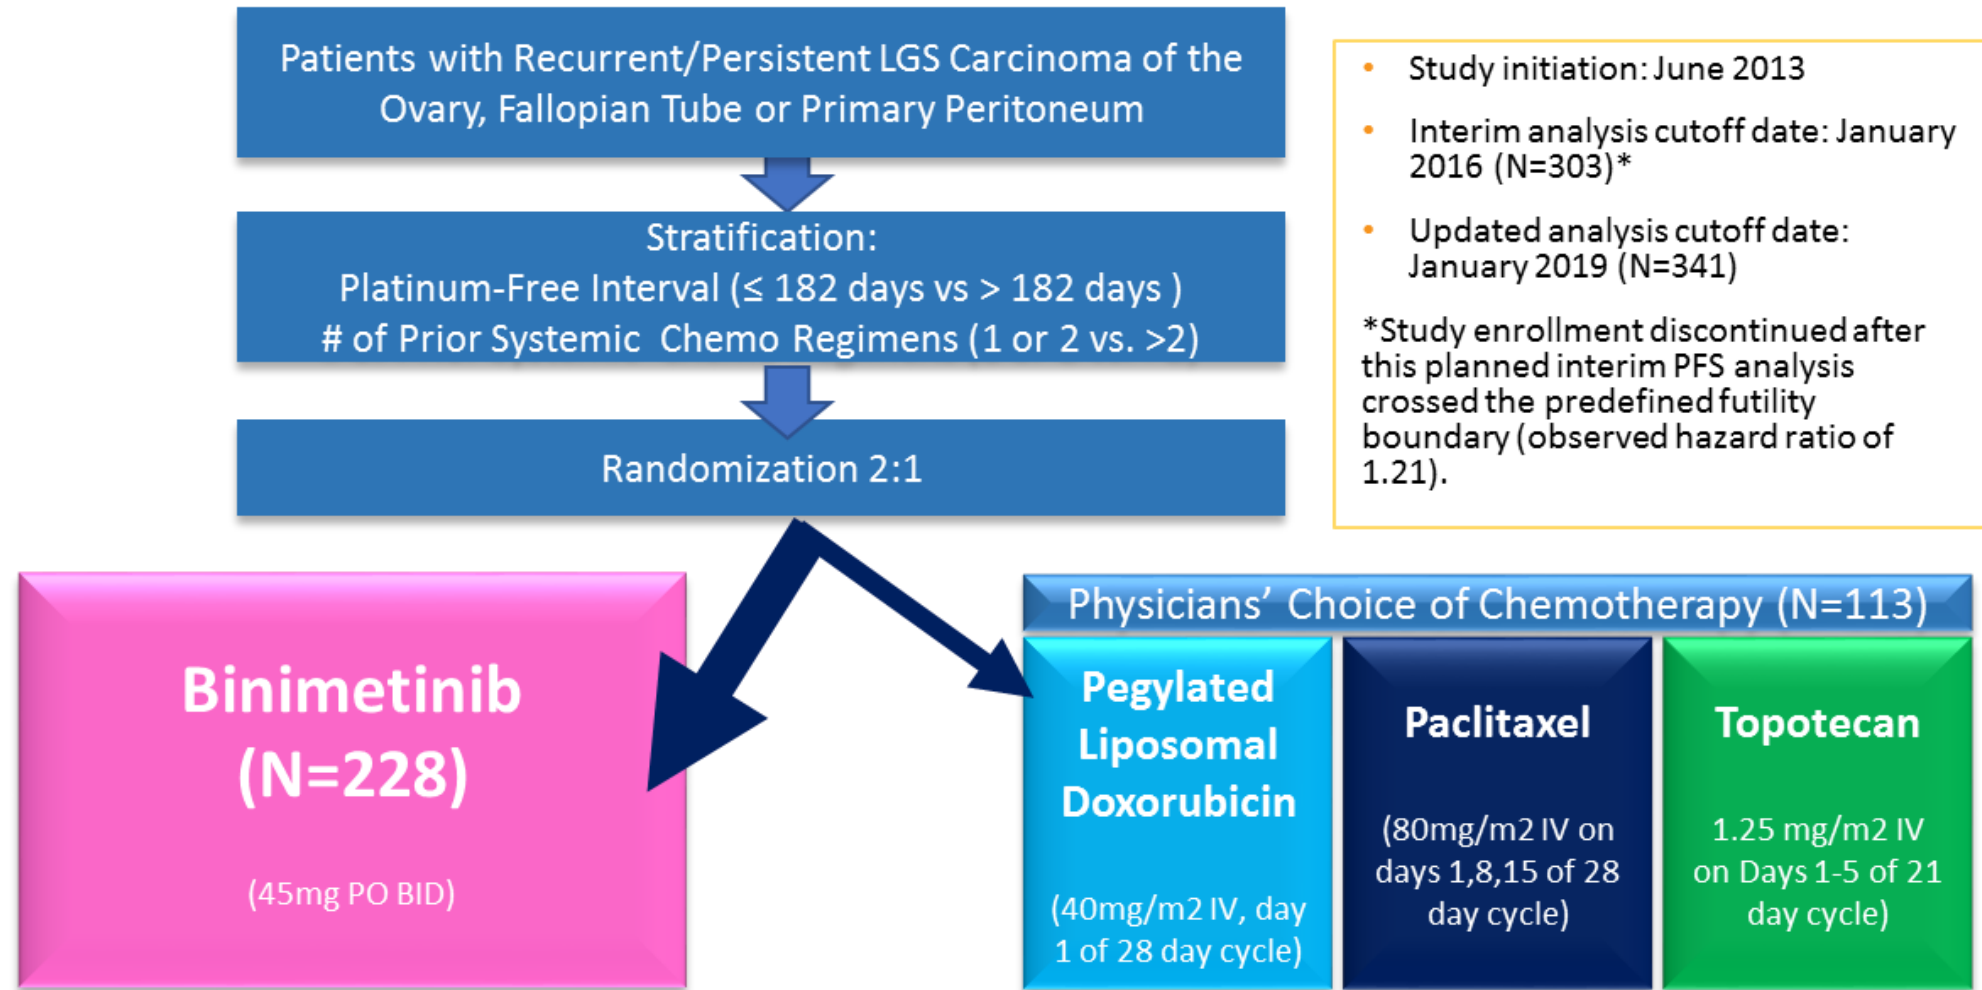 Patients with Recurrent/Persistent LGS Carcinoma of the
Ovary, Fallopian Tube or Primary Peritoneum
Stratification:
Platinum-Free Interval (≤ 182 days vs > 182 days )
# of Prior Systemic Chemo Regimens (1 or 2 vs. >2)
Randomization 2:1
• Study initiation: June 2013
• Interim analysis cutoff date: January
2016 (N=303)*
• Updated analysis cutoff date:
January 2019 (N=341)
*Study enrollment discontinued after
this planned interim PFS analysis
crossed the predefined futility
boundary (observed hazard ratio of
1.21).
Binimetinib
(N=228)
(45mg PO BID)
Physicians’ Choice of Chemotherapy (N=113)
Pegylated
Liposomal
Doxorubicin
(40mg/m2 IV, day
1 of 28 day cycle)
Paclitaxel
(80mg/m2 IV on
days 1,8,15 of 28
day cycle)
Topotecan
1.25 mg/m2 IV
on Days 1-5 of 21
day cycle)